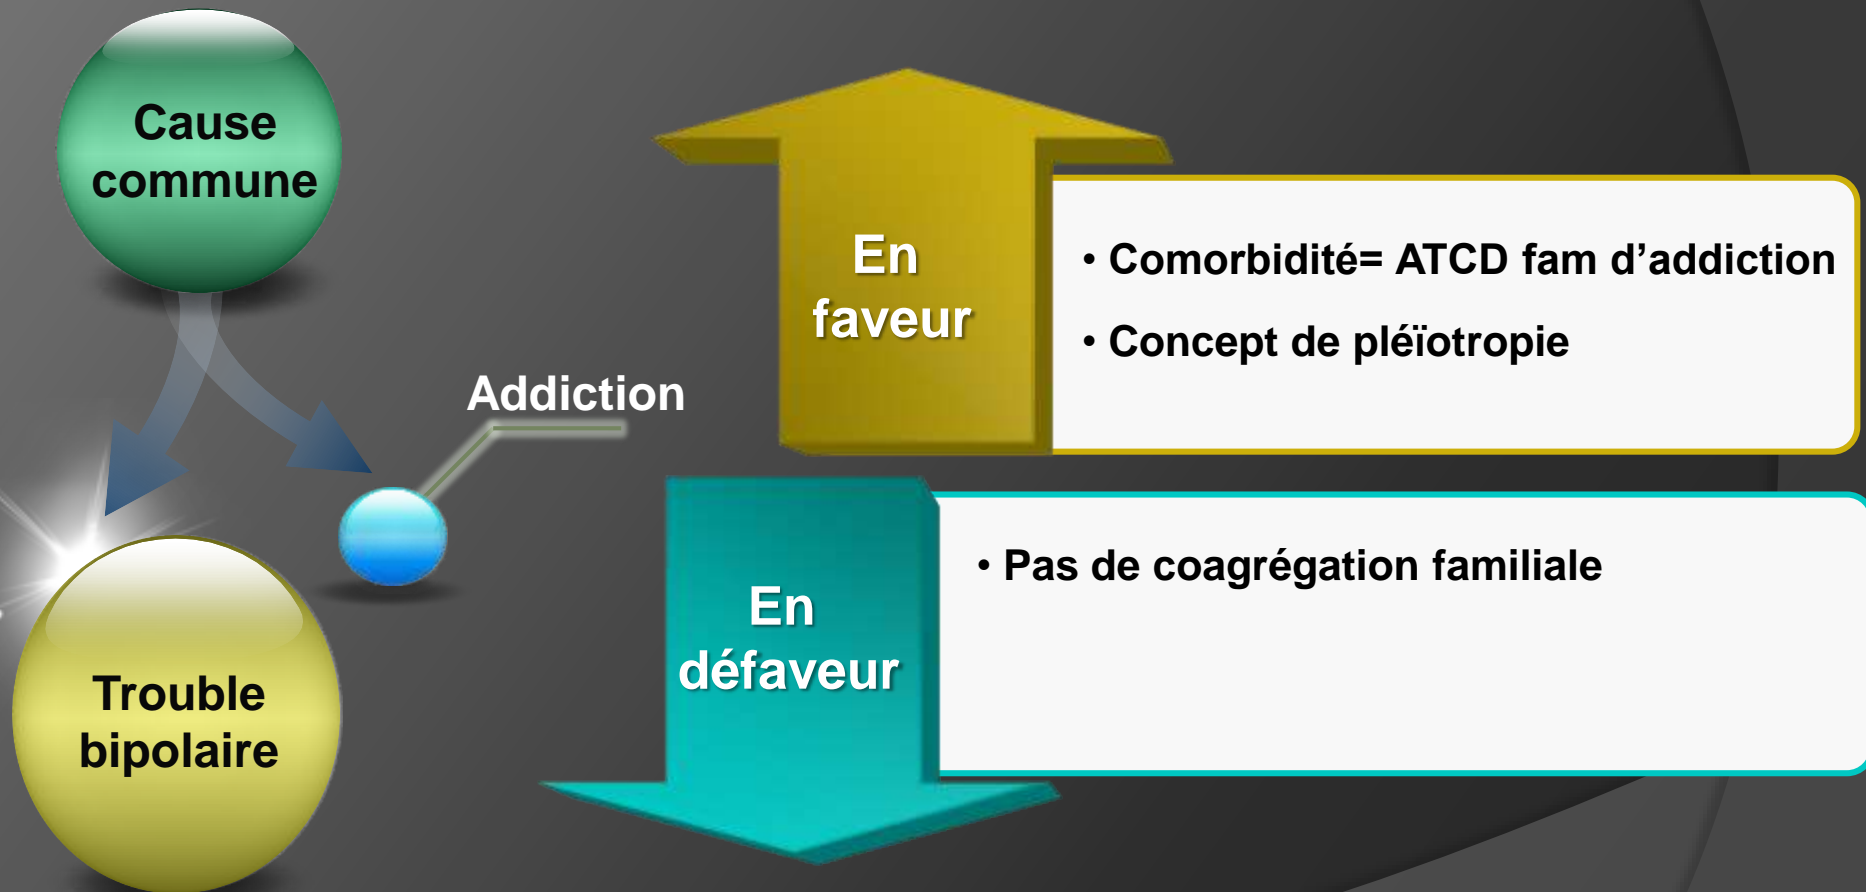 Cause
commune
Addiction
Trouble
bipolaire
En
faveur
• Comorbidité= ATCD fam d’addiction
• Concept de pléïotropie
En
défaveur
• Pas de coagrégation familiale